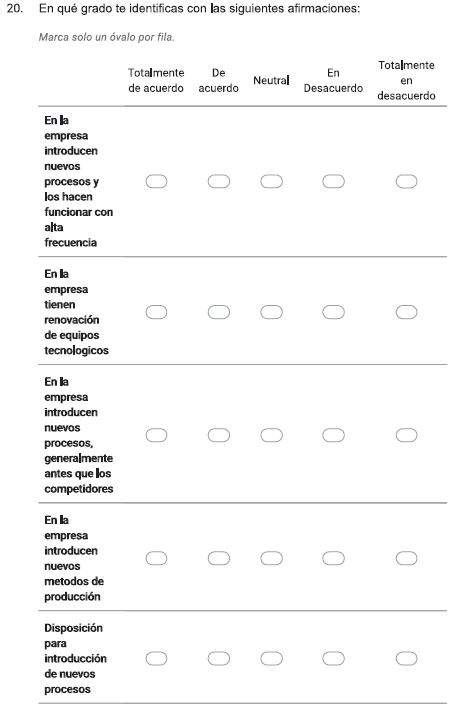 20. En qué grado te identificas con las siguientes afirmaciones:
Marca solo un óvalo por fila.
Totalmente de acuerdo
De acuerdo
Neutral
En Desacuerdo
Totalmente en desacuerdo
En la
empresa
introducen
nuevos
procesos y
los hacen
funcionar con
alta
frecuencia
En la
empresa
tienen
renovación
de equipos
tecnologicos
En la
empresa
introducen
nuevos
procesos,
generalmente
antes que los
competidores
En la
empresa
introducen
nuevos
metodos de
producción
Disposición
para
introducción
de nuevos
procesos